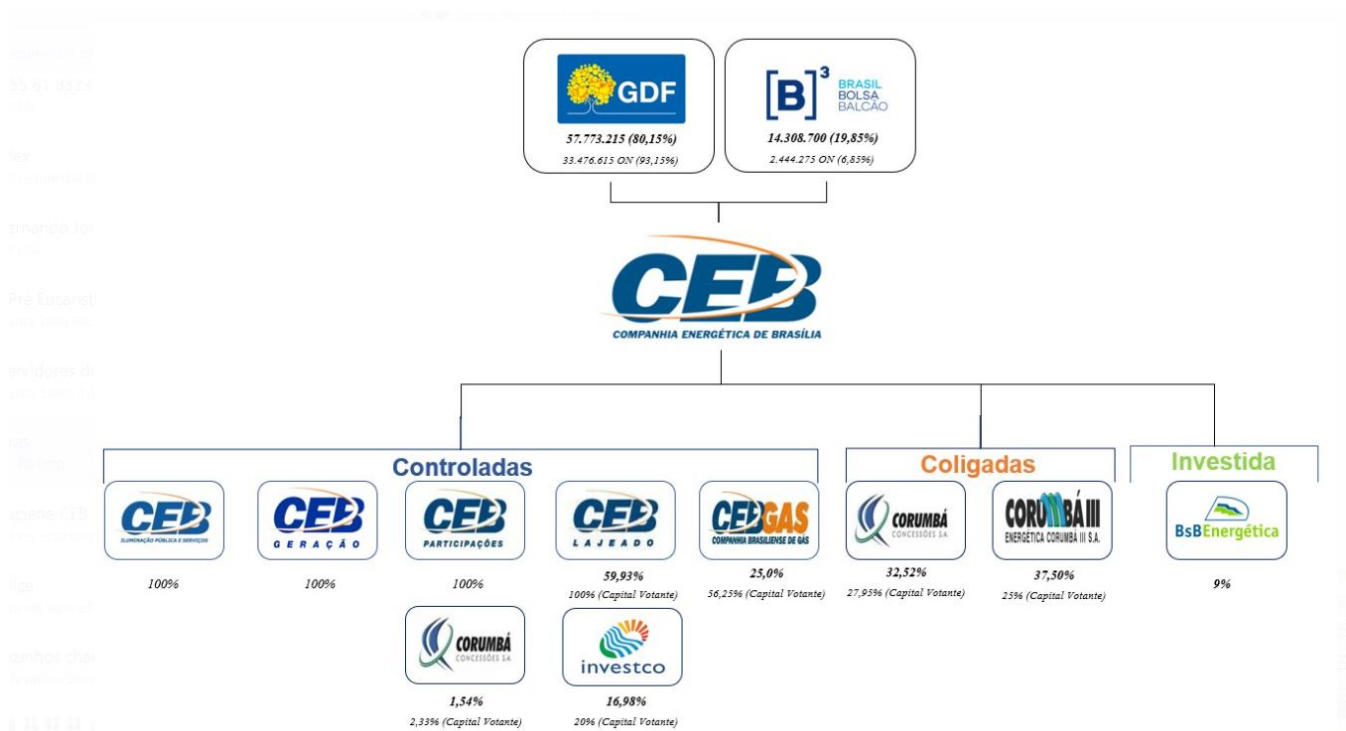 GDF
57.773.215 (80,15%)
33.476.615 ON (93,15%)
[B]³ BRASIL
BOLSA
BALCÃO
14.308.700 (19,85%)
2.444.275 ON (6,85%)
CEB
COMPANHIA ENERGÉTICA DE BRASÍLIA
Controladas
Coligadas
Investida
CEB
ILUMINAÇÃO PÚBLICA E SERVIÇOS
100%
CEB
GERAÇÃO
100%
CEB
PARTICIPAÇÕES
100%
CEB
LAJEADO
59,93%
100% (Capital Votante)
CEBGAS
COMPANHIA BRASILIENSE DE GÁS
25,0%
56,25% (Capital Votante)
CORUMBÁ
CONCESSÕES S.A.
32,52%
27,95% (Capital Votante)
CORUMBÁ III
ENERGÉTICA CORUMBÁ III S.A.
37,50%
25% (Capital Votante)
BsBEnergética
9%
CORUMBÁ
CONCESSÕES S.A.
1,54%
2,33% (Capital Votante)
investco
16,98%
20% (Capital Votante)